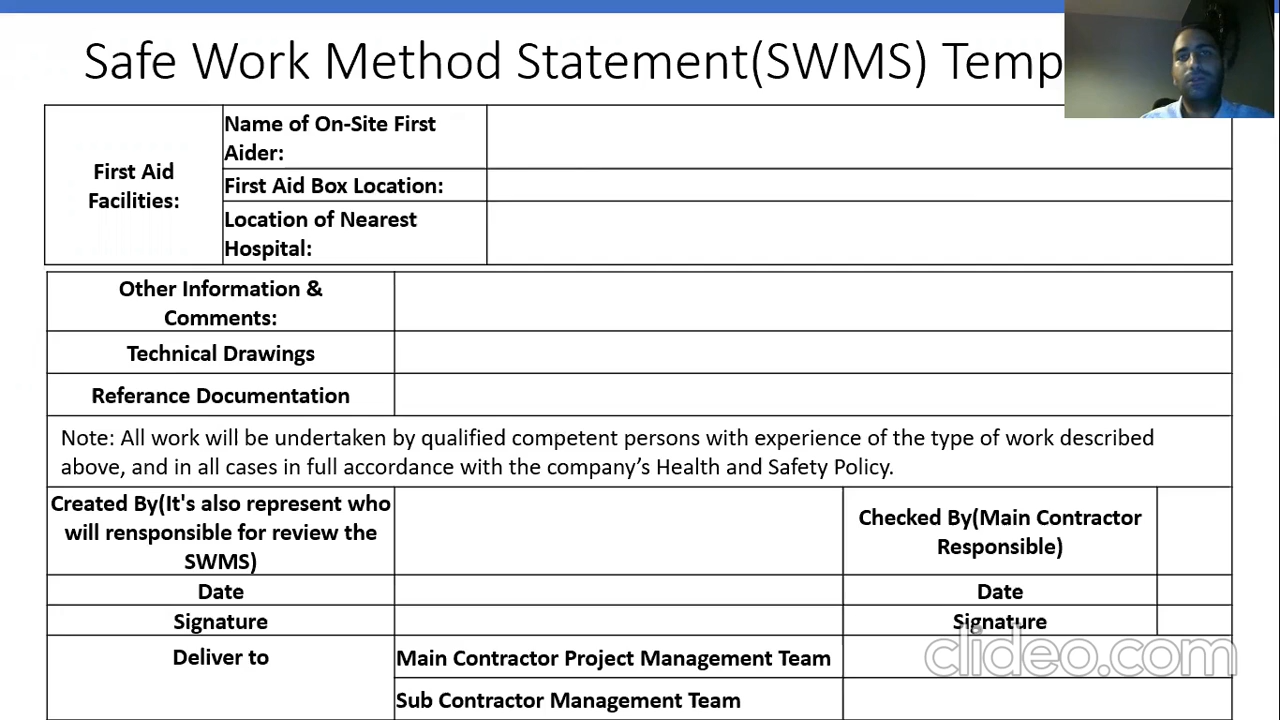 Safe Work Method Statement(SWMS) Temp
First Aid
Facilities:
Name of On-Site First
Aider:
First Aid Box Location:
Location of Nearest
Hospital:
Other Information &
Comments:
Technical Drawings
Referance Documentation
Note: All work will be undertaken by qualified competent persons with experience of the type of work described
above, and in all cases in full accordance with the company’s Health and Safety Policy.
Created By(It's also represent who
will rensponsible for review the
SWMS)
Checked By(Main Contractor
Responsible)
Date
Date
Signature
Signature
Deliver to
Main Contractor Project Management Team
Sub Contractor Management Team
clideo.com